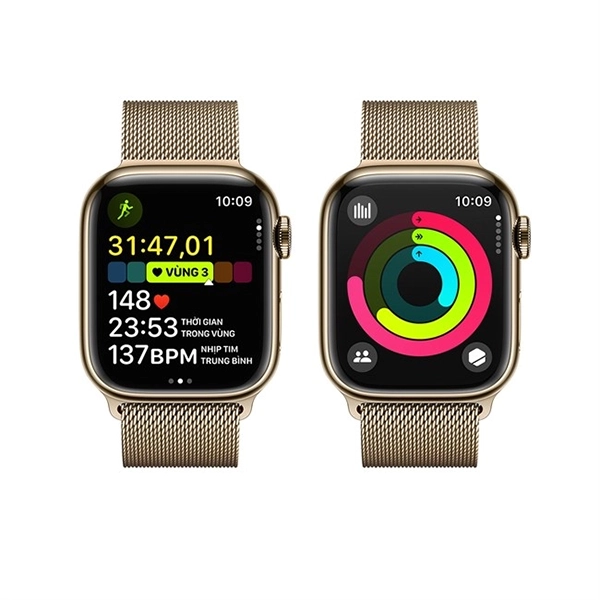 10:09
31:47,01
VÙNG 3
148
23:53 THỜI GIAN
TRONG VÙNG
137BPM NHỊP TIM
TRUNG BÌNH
10:09